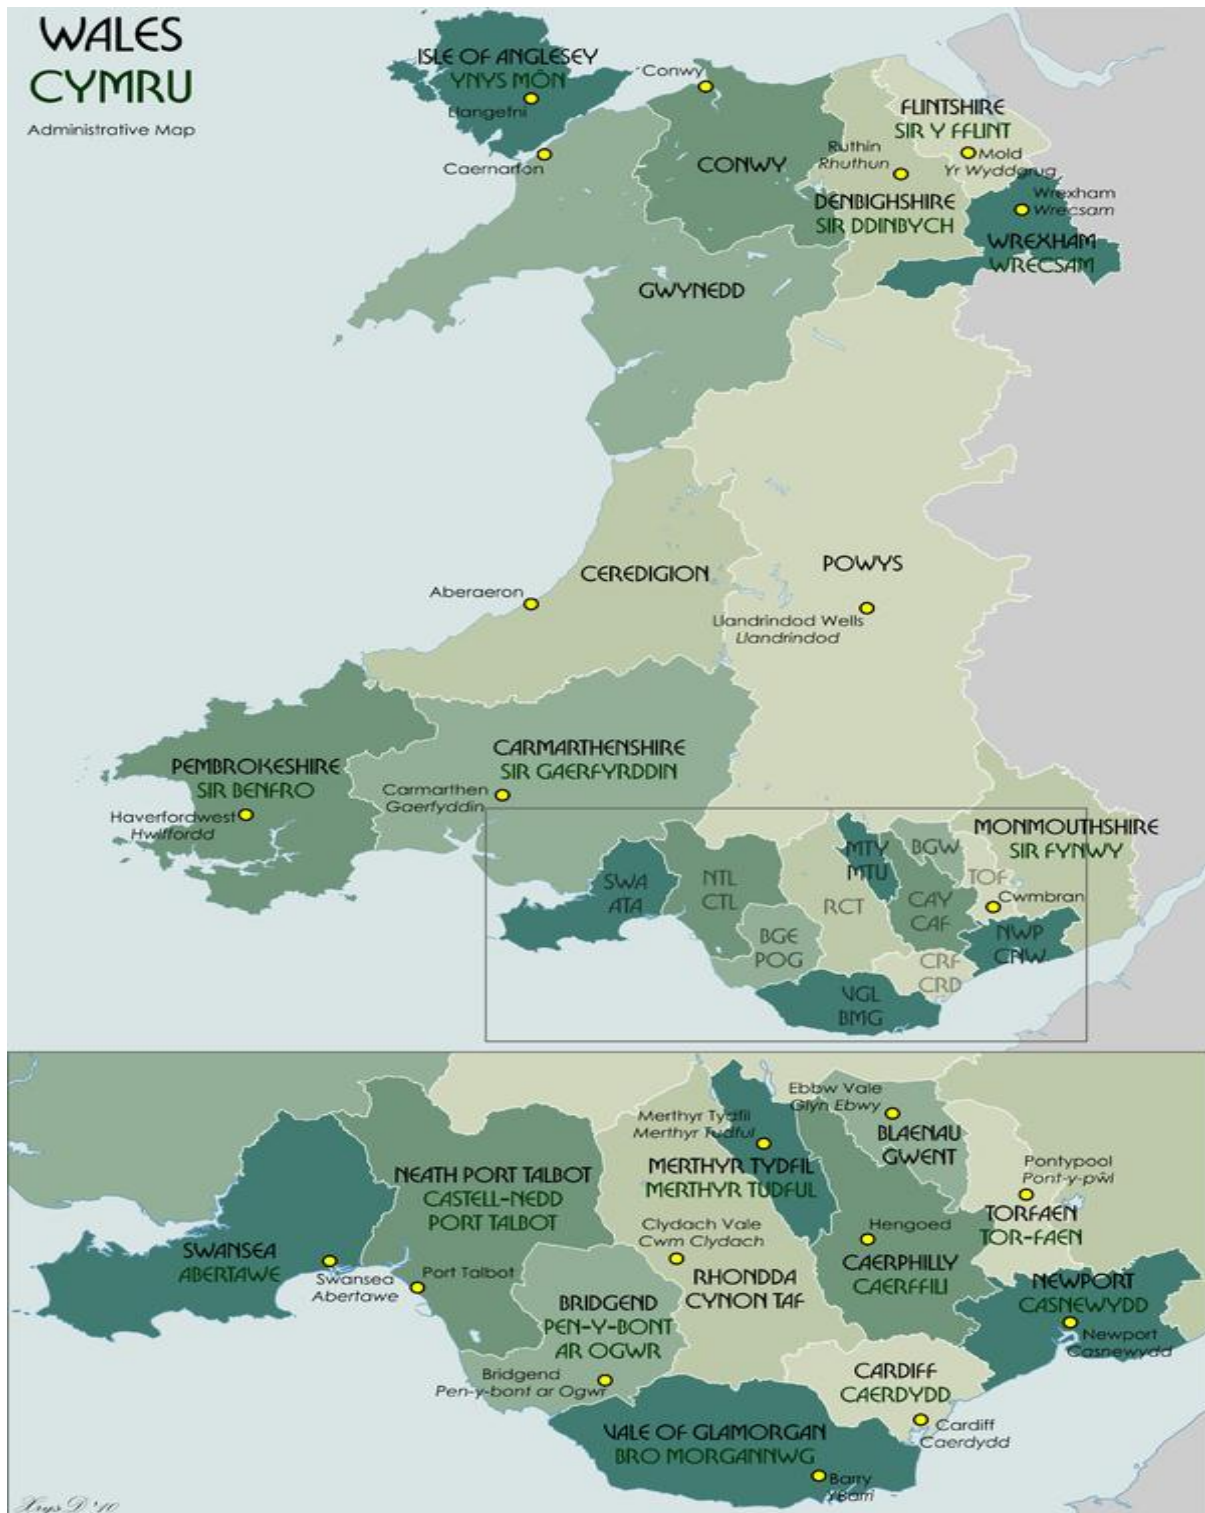 WALES
CYMRU
Administrative Map
ISLE OF ANGLESEY
YNYS MÔN
Llangefni
Caernarfon
Conwy
CONWY
FLINTSHIRE
SIR Y FFLINT
Mold
Yr Wyddgrug
Ruthin
Rhuthun
DENBIGHSHIRE
SIR DDINBYCH
Wrexham
Wrecsam
WREXHAM
WRECSAM
GWYNEDD
CEREDIGION
Aberaeron
POWYS
Llandrindod Wells
Llandrindod
PEMBROKESHIRE
SIR BENFRO
Haverfordwest
Hwlffordd
CARMARTHENSHIRE
SIR GAERFYRDDIN
Carmarthen
Gaerfyddin
MONMOUTHSHIRE
SIR FYNWY
Cwmbran
SWA
ATA
NTL
CTL
BGE
POG
RCT
MTY
MTU
BGW
CAY
CAF
TOF
NWP
CNW
CRF
CRD
VGL
BMG
SWANSEA
ABERTAWE
Swansea
Abertawe
NEATH PORT TALBOT
CASTELL-NEDD
PORT TALBOT
Port Talbot
BRIDGEND
PEN-Y-BONT
AR OGWR
Bridgend
Pen-y-bont ar Ogwr
Merthyr Tydfil
Merthyr Tudful
MERTHYR TYDFIL
MERTHYR TUDFUL
Clydach Vale
Cwm Clydach
RHONDDA
CYNON TAF
Ebbw Vale
Glyn Ebwy
BLAENAU
GWENT
Hengoed
CAERPHILLY
CAERFFILI
Pontypool
Pont-y-pŵl
TORFAEN
TOR-FAEN
NEWPORT
CASNEWYDD
Newport
Casnewydd
CARDIFF
CAERDYDD
Cardiff
Caerdydd
VALE OF GLAMORGAN
BRO MORGANNWG
Barry
Y Barri
XrysD '10